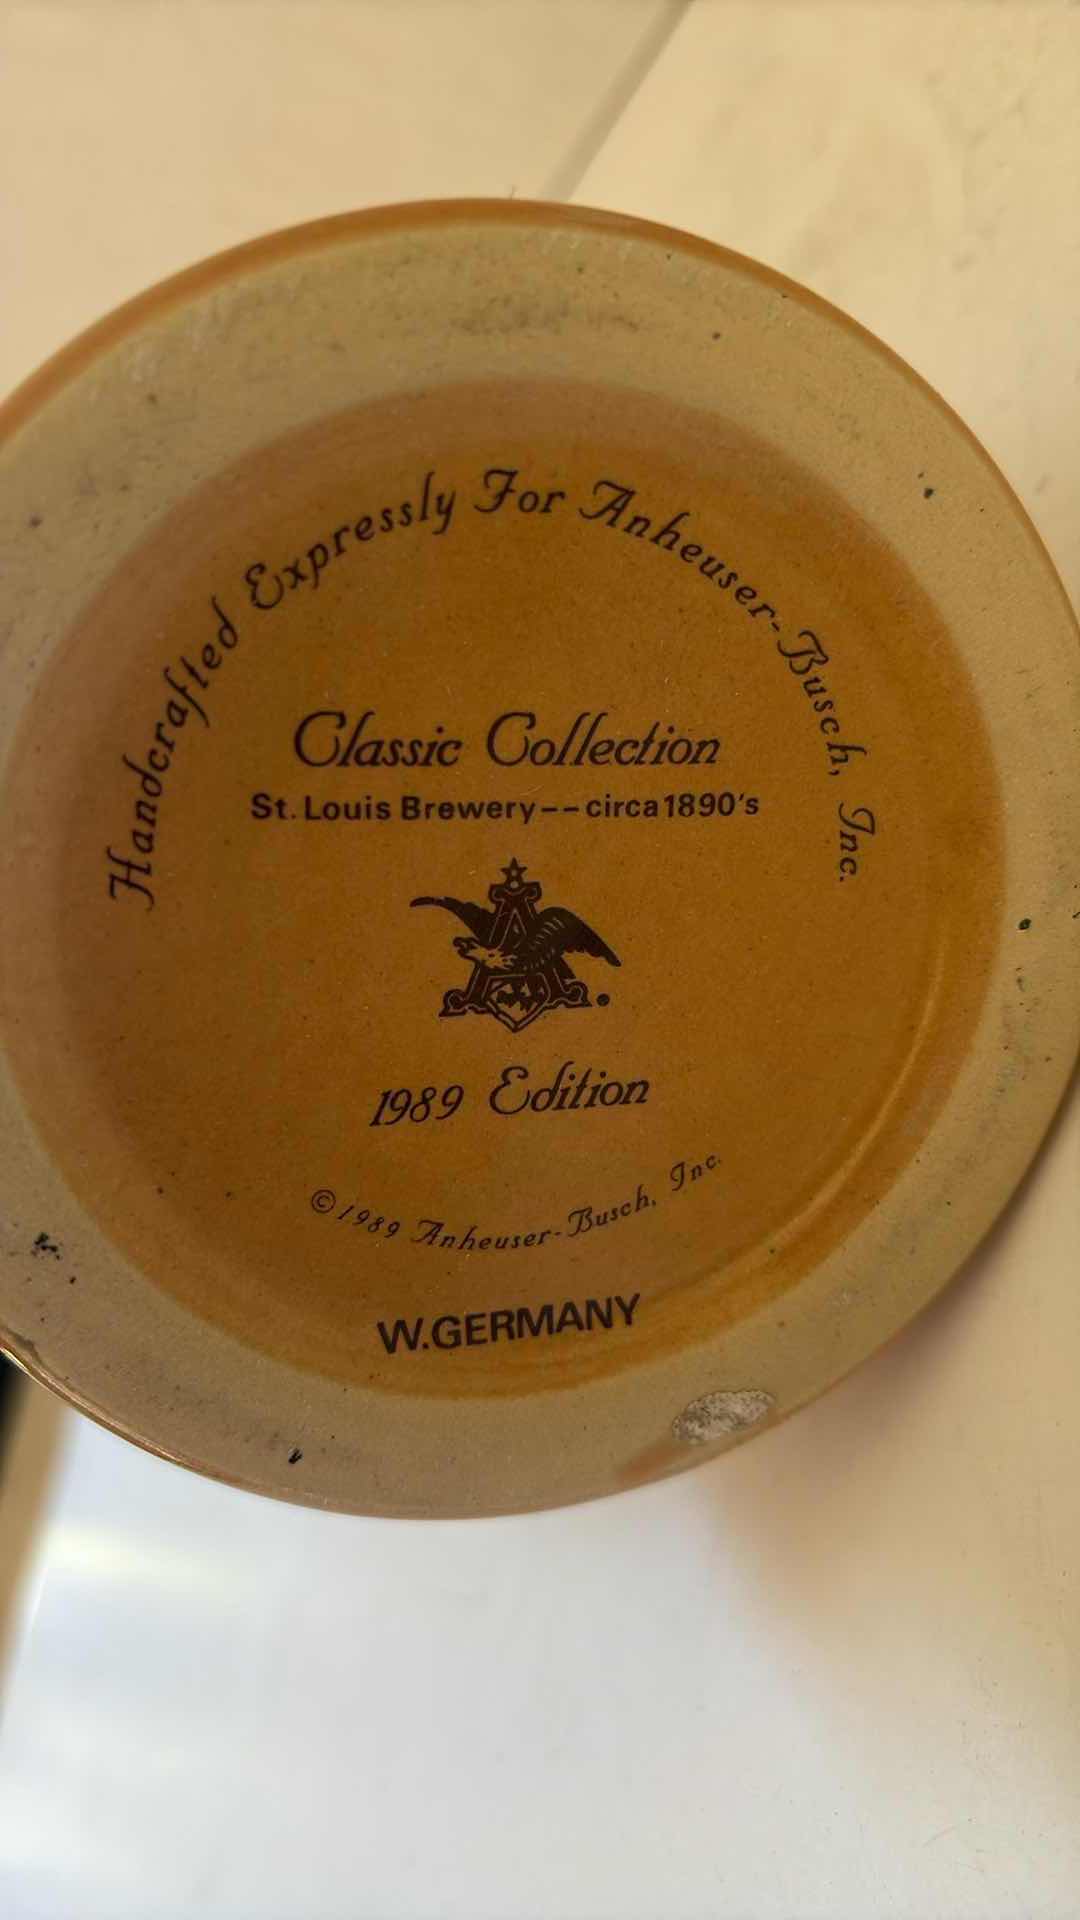 Handcrafted Expressly For Anheuser-Busch, Inc.
Classic Collection
St. Louis Brewery--circa 1890's
A
®
1989 Edition
©1989 Anheuser-Busch, Inc.
W.GERMANY